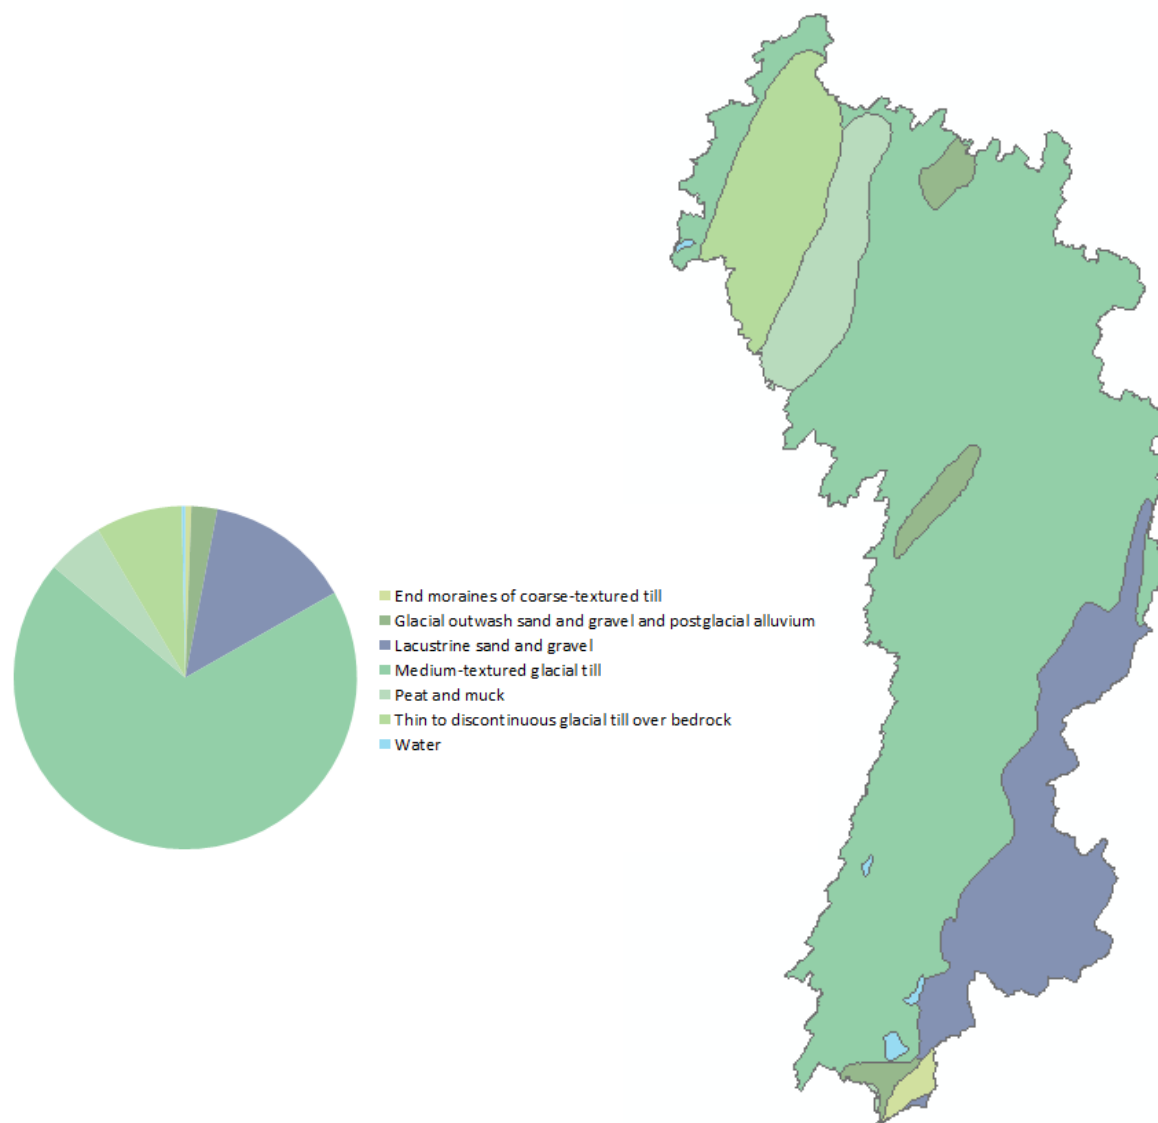 End moraines of coarse-textured till
Glacial outwash sand and gravel and postglacial alluvium
Lacustrine sand and gravel
Medium-textured glacial till
Peat and muck
Thin to discontinuous glacial till over bedrock
Water